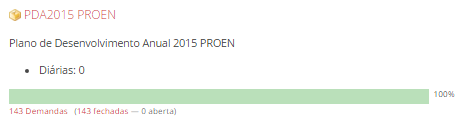 PDA2015 PROEN
Plano de Desenvolvimento Anual 2015 PROEN
• Diárias: 0
100%
143 Demandas (143 fechadas — 0 aberta)